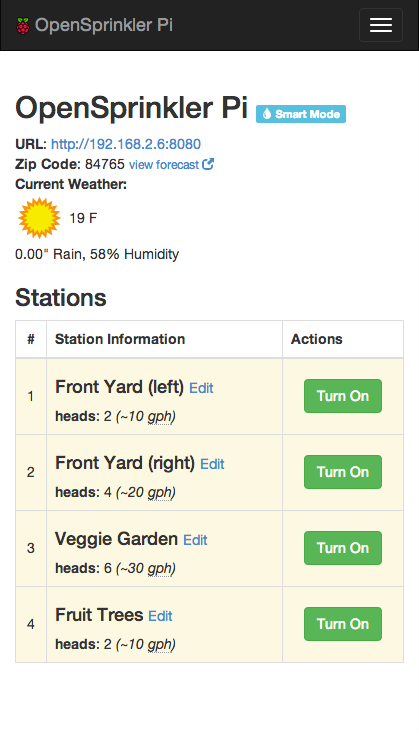 OpenSprinkler Pi
OpenSprinkler Pi Smart Mode
URL: http://192.168.2.6:8080
Zip Code: 84765 view forecast
Current Weather:
19 F
0.00" Rain, 58% Humidity
Stations
# Station Information Actions
1 Front Yard (left) Edit Turn On
heads: 2 (~10 gph)
2 Front Yard (right) Edit Turn On
heads: 4 (~20 gph)
3 Veggie Garden Edit Turn On
heads: 6 (~30 gph)
4 Fruit Trees Edit Turn On
heads: 2 (~10 gph)